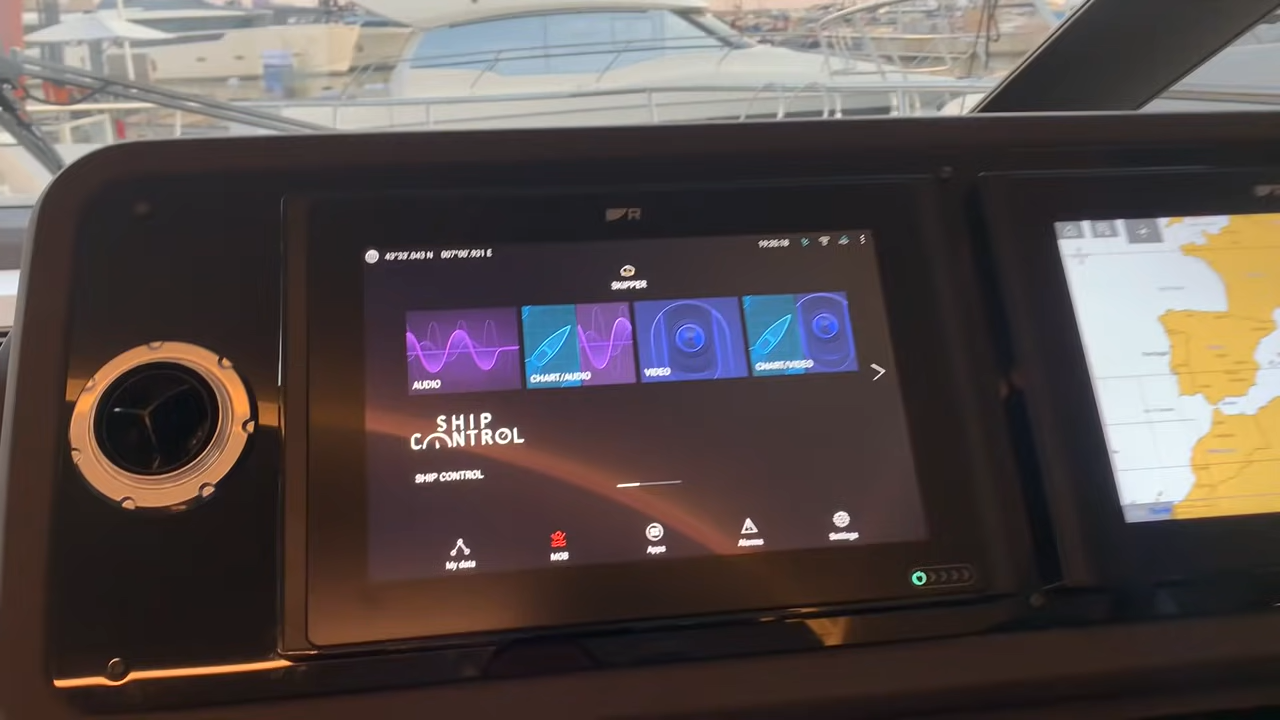 R
43°33'.043 N 007°00'.931 E
SKIPPER
AUDIO
CHART/AUDIO
VIDEO
CHART/VIDEO
SHIP
CONTROL
SHIP CONTROL
My data
MOB
Apps
Alarms
Settings